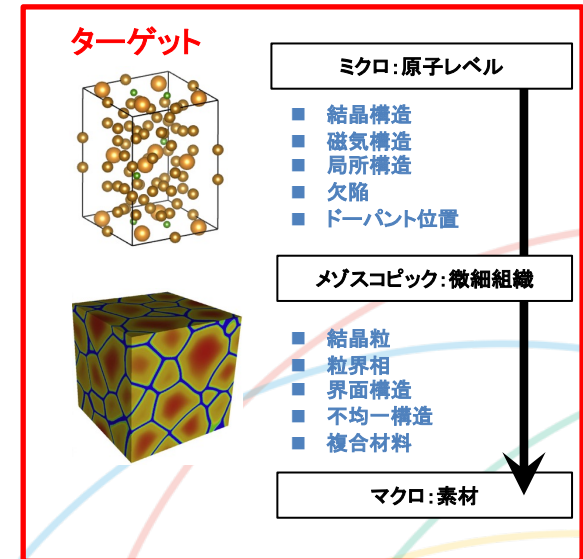 ターゲット
ミクロ:原子レベル
■ 結晶構造
■ 磁気構造
■ 局所構造
■ 欠陥
■ ドーパント位置
メゾスコピック:微細組織
■ 結晶粒
■ 粒界相
■ 界面構造
■ 不均一構造
■ 複合材料
マクロ:素材